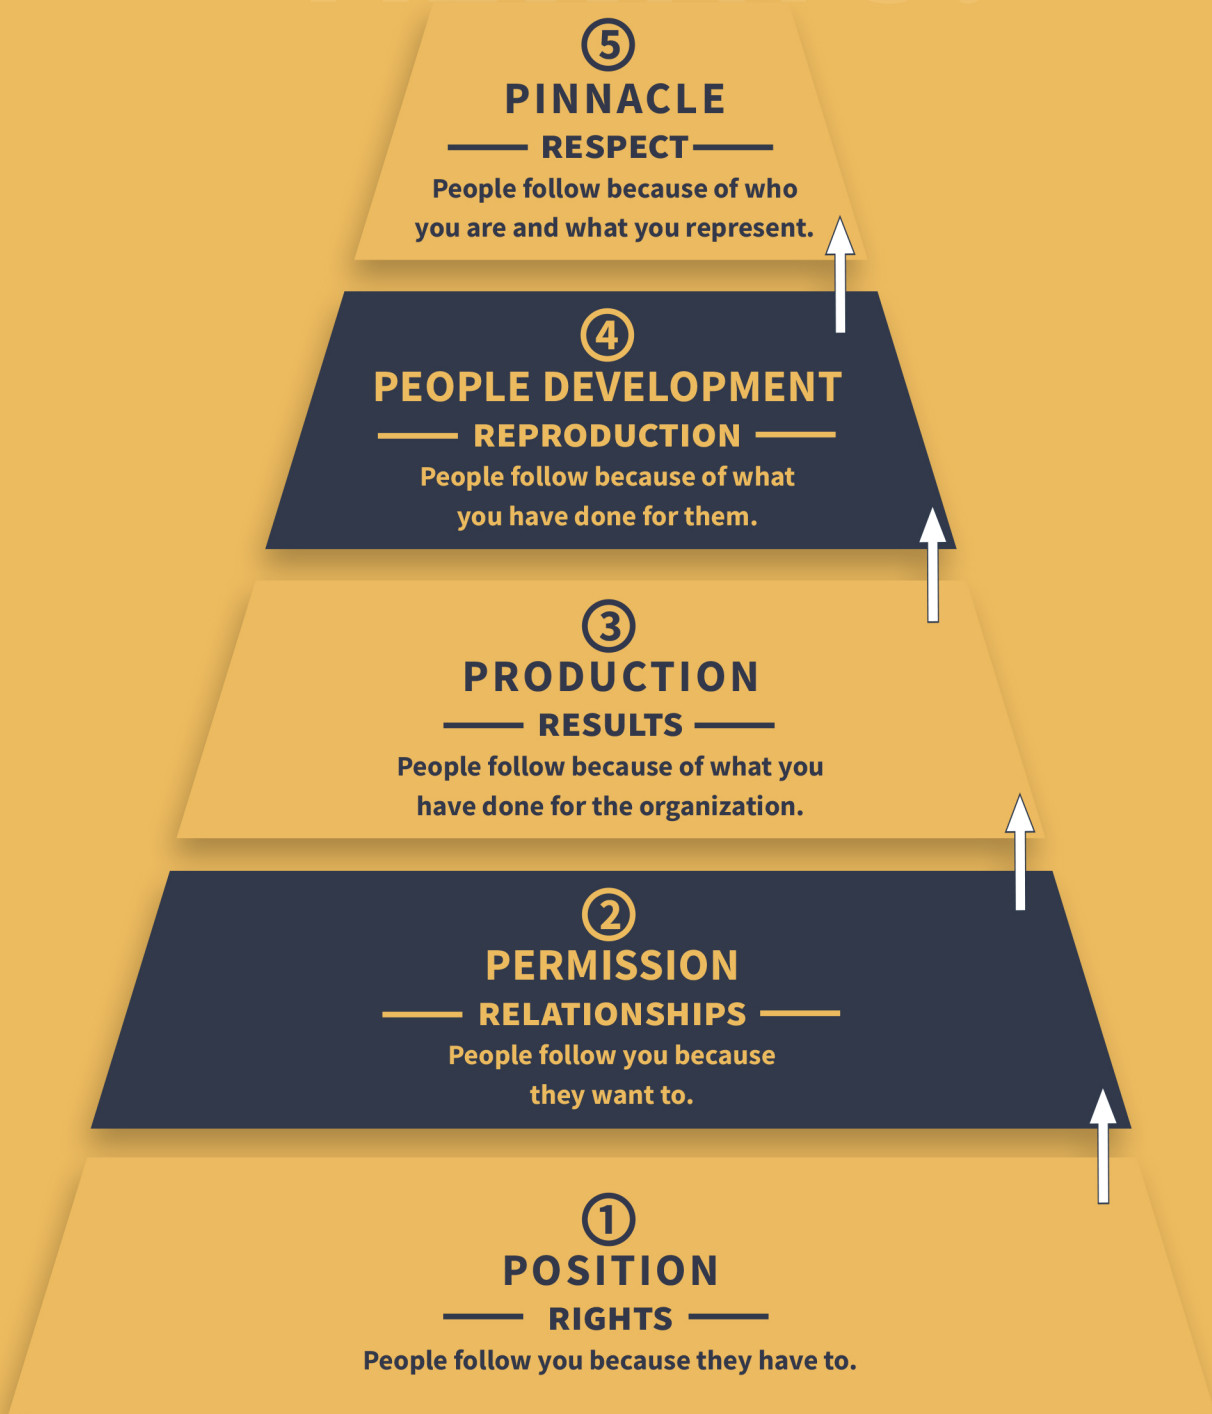 5
PINNACLE
RESPECT
People follow because of who
you are and what you represent.
4
PEOPLE DEVELOPMENT
REPRODUCTION
People follow because of what
you have done for them.
3
PRODUCTION
RESULTS
People follow because of what you
have done for the organization.
2
PERMISSION
RELATIONSHIPS
People follow you because
they want to.
1
POSITION
RIGHTS
People follow you because they have to.